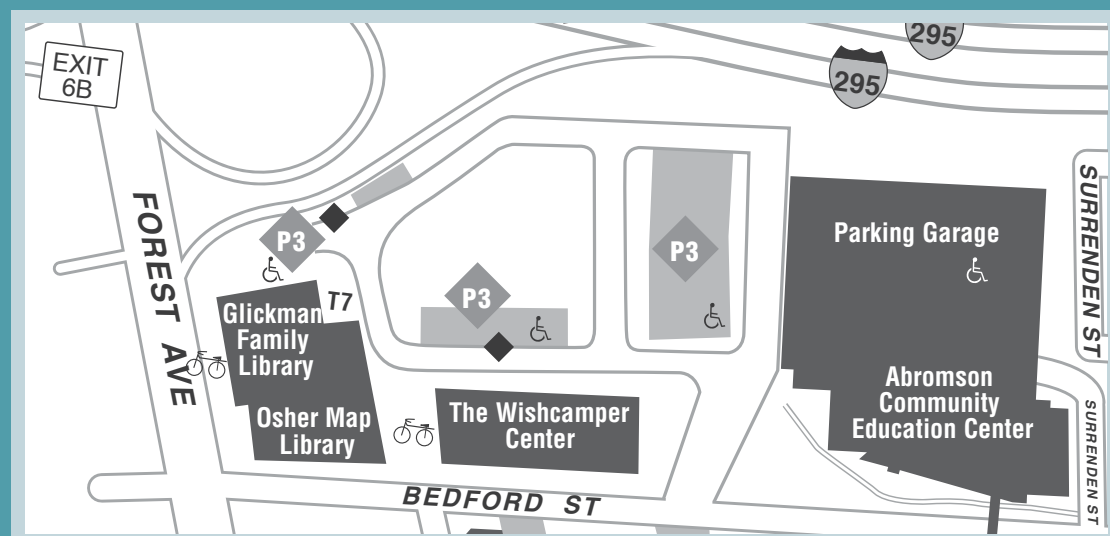 295
EXIT
6B
295
FOREST AVE
SURRENDEN ST
Parking Garage
P3
P3
P3
T7
Glickman
Family
Library
Osher Map
Library
The Wishcamper
Center
Abromson
Community
Education Center
SURRENDEN ST
BEDFORD ST